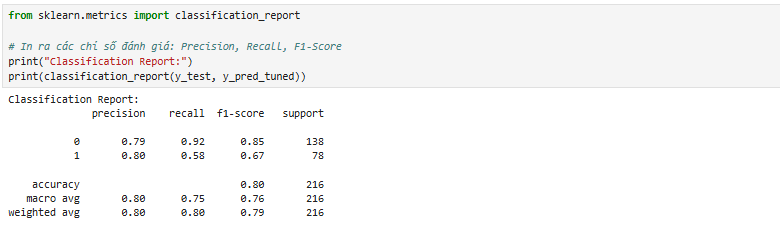 from sklearn.metrics import classification_report
# In ra các chỉ số đánh giá: Precision, Recall, F1-Score
print("Classification Report:")
print(classification_report(y_test, y_pred_tuned))
Classification Report:
precision recall f1-score support
0 0.79 0.92 0.85 138
1 0.80 0.58 0.67 78
accuracy 0.80 216
macro avg 0.80 0.75 0.76 216
weighted avg 0.80 0.80 0.79 216